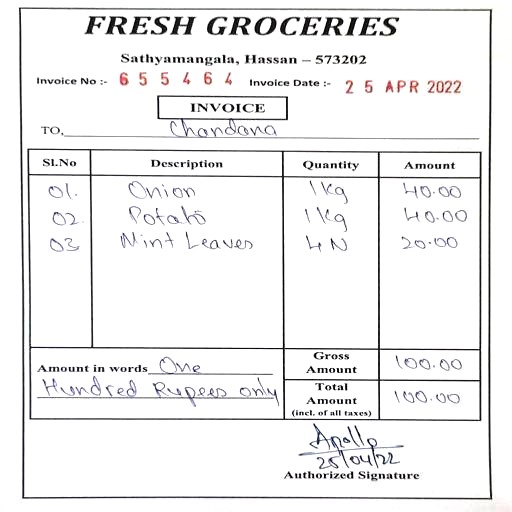 FRESH GROCERIES
Sathyamangala, Hassan – 573202
Invoice No :- 655464 Invoice Date :- 25 APR 2022
INVOICE
TO, Chandana
Sl.No Description Quantity Amount
01. Onion 1kg 40.00
02. Potato 1kg 40.00
03 Mint Leaves 4N 20.00
Amount in words One
Hundred Rupees only
Gross Amount 100.00
Total Amount (incl. of all taxes) 100.00
Apollo
25/04/22
Authorized Signature